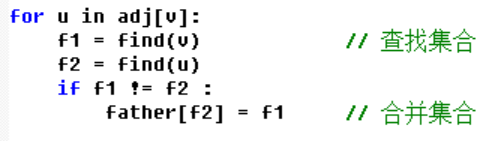 for u in adj[v]:
f1 = find(v) // 查找集合
f2 = find(u)
if f1 != f2 :
father[f2] = f1 // 合并集合